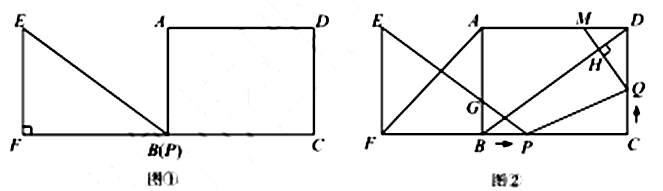 E A D
F B(P) C
图①
E A M D
H
G Q
F B P C
图②